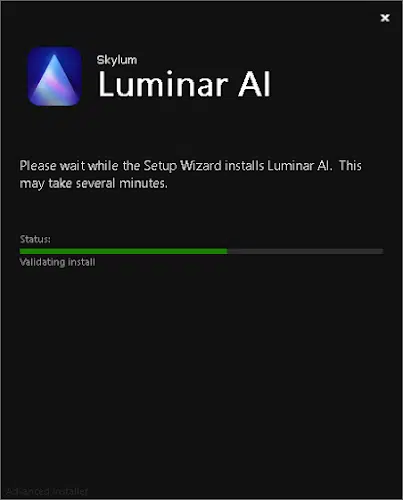 Skylum
Luminar AI
Please wait while the Setup Wizard installs Luminar AI. This
may take several minutes.
Status:
Validating install
Advanced Installer